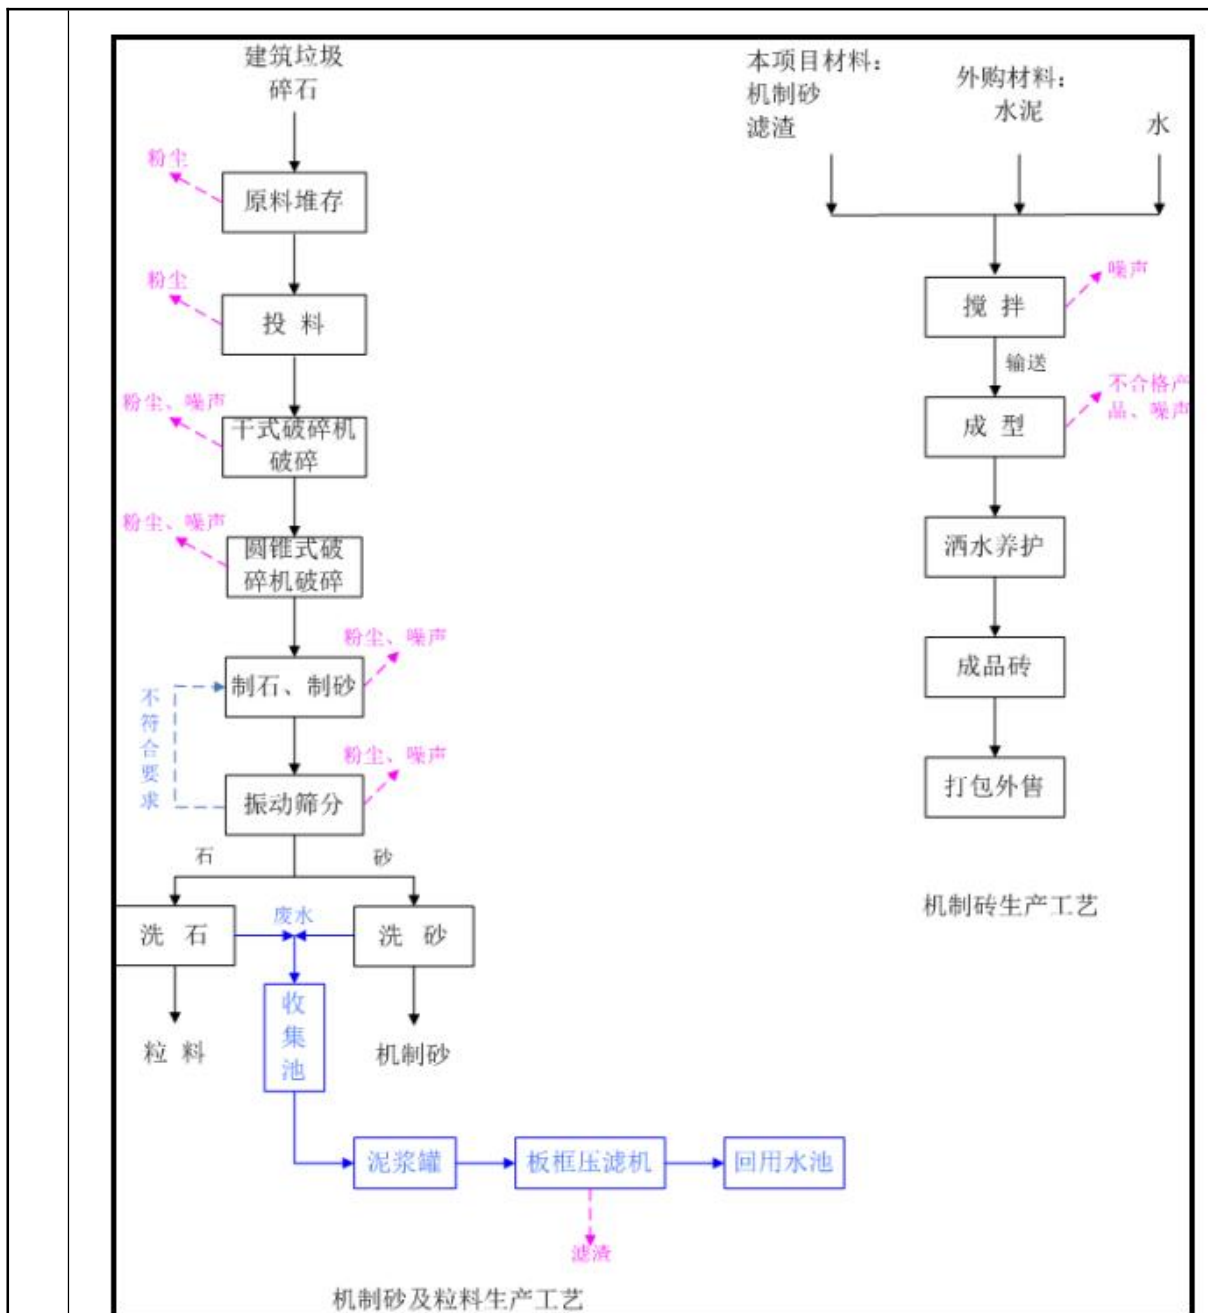 建筑垃圾
碎石
粉尘
原料堆存
粉尘
投 料
粉尘、噪声
干式破碎机
破碎
粉尘、噪声
圆锥式破
碎机破碎
粉尘、噪声
制石、制砂
不
符
合
要
求
粉尘、噪声
振动筛分
石
砂
洗 石
废水
洗 砂
收
集
池
粒 料
机制砂
泥浆罐
板框压滤机
回用水池
滤渣
机制砂及粒料生产工艺
本项目材料：
机制砂
滤渣
外购材料：
水泥
水
搅 拌
噪声
输送
成 型
不合格产
品、噪声
洒水养护
成品砖
打包外售
机制砖生产工艺